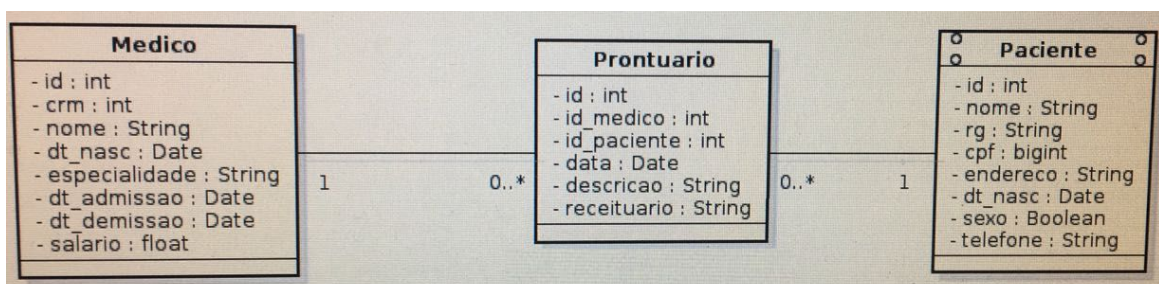 Medico
- id : int
- crm : int
- nome : String
- dt_nasc : Date
- especialidade : String
- dt_admissao : Date
- dt_demissao : Date
- salario : float
1
0..*
Prontuario
- id : int
- id_medico : int
- id_paciente : int
- data : Date
- descricao : String
- receituario : String
0..*
1
Paciente
- id : int
- nome : String
- rg : String
- cpf : bigint
- endereco : String
- dt_nasc : Date
- sexo : Boolean
- telefone : String